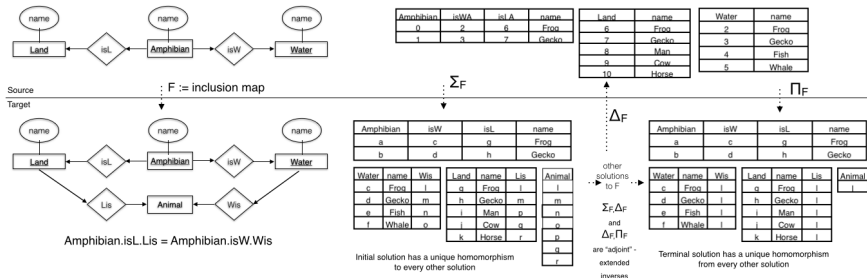 name name name
Land isL Amphibian isW Water
Amphibian isWA isLA name
0 2 6 Frog
1 3 7 Gecko
Land name
6 Frog
7 Gecko
8 Man
9 Cow
10 Horse
Water name
2 Frog
3 Gecko
4 Fish
5 Whale
Source
Target
F := inclusion map
ΣF
ΔF
ΠF
name name name
Land isL Amphibian isW Water
Lis Animal Wis
Amphibian.isL.Lis = Amphibian.isW.Wis
Amphibian isW isL name
a c g Frog
b d h Gecko
Water name Wis
c Frog l
d Gecko m
e Fish n
f Whale o
Land name Lis
g Frog l
h Gecko m
i Man p
j Cow q
k Horse r
Animal
l
m
n
o
p
q
r
Initial solution has a unique homomorphism
to every other solution
other
solutions
to F
ΣF,ΔF
and
ΔF,ΠF
are "adjoint" -
extended
inverses
Amphibian isW isL name
a c g Frog
b d h Gecko
Water name Wis
c Frog l
d Gecko l
e Fish l
f Whale l
Land name Lis
g Frog l
h Gecko l
i Man l
j Cow l
k Horse l
Animal
l
Terminal solution has a unique homomorphism
from every other solution